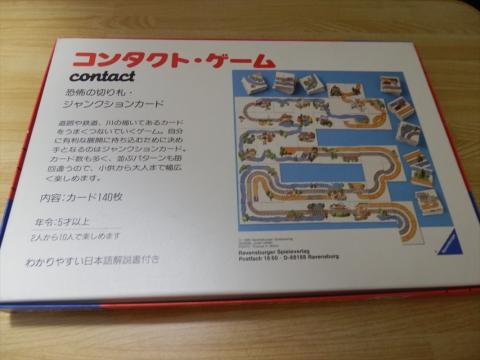 コンタクト・ゲーム
contact
恐怖の切り札・
ジャンクションカード
道路や鉄道、川の描いてあるカード
をうまくつないでいくゲーム。自分
に有利な展開に持ち込むために決め
手となるのはジャンクションカード。
カード数も多く、並ぶパターンも毎
回違うので、小供から大人まで幅広
く楽しめます。
内容:カード140枚
年令:5才以上
2人から10人で楽しめます
わかりやすい日本語解説書付き
Ravensburger Spieleverlag
Postfach 18 60 · D-88188 Ravensburg